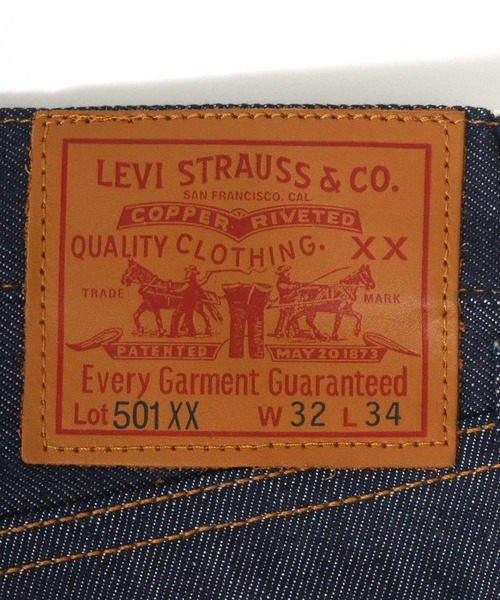 LEVI STRAUSS & CO.
SAN FRANCISCO, CAL.
COPPER RIVETED
QUALITY CLOTHING. XX
TRADE MARK
PATENTED MAY 20 1873
Every Garment Guaranteed
Lot 501 XX W 32 L 34